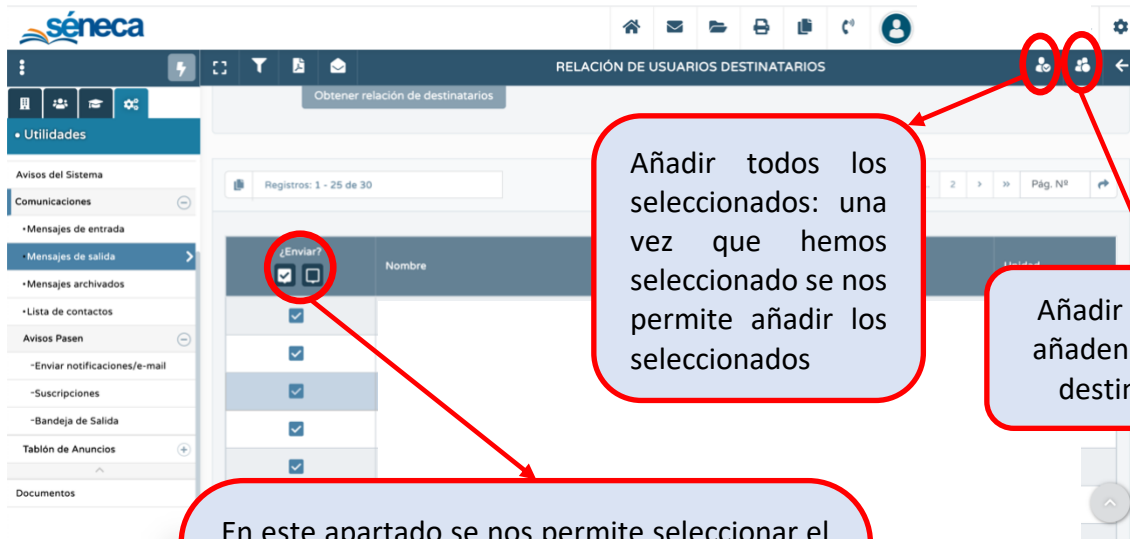 séneca
RELACIÓN DE USUARIOS DESTINATARIOS
Obtener relación de destinatarios
• Utilidades
Avisos del Sistema
Comunicaciones
•Mensajes de entrada
•Mensajes de salida
•Mensajes archivados
•Lista de contactos
Avisos Pasen
-Enviar notificaciones/e-mail
-Suscripciones
-Bandeja de Salida
Tablón de Anuncios
Documentos
Registros: 1 - 25 de 30
2 › » Pág. Nº
¿Enviar?
Nombre
Añadir todos los
seleccionados: una
vez que hemos
seleccionado se nos
permite añadir los
seleccionados
Unidad
Añadir
añaden
destin
En este apartado se nos permite seleccionar el